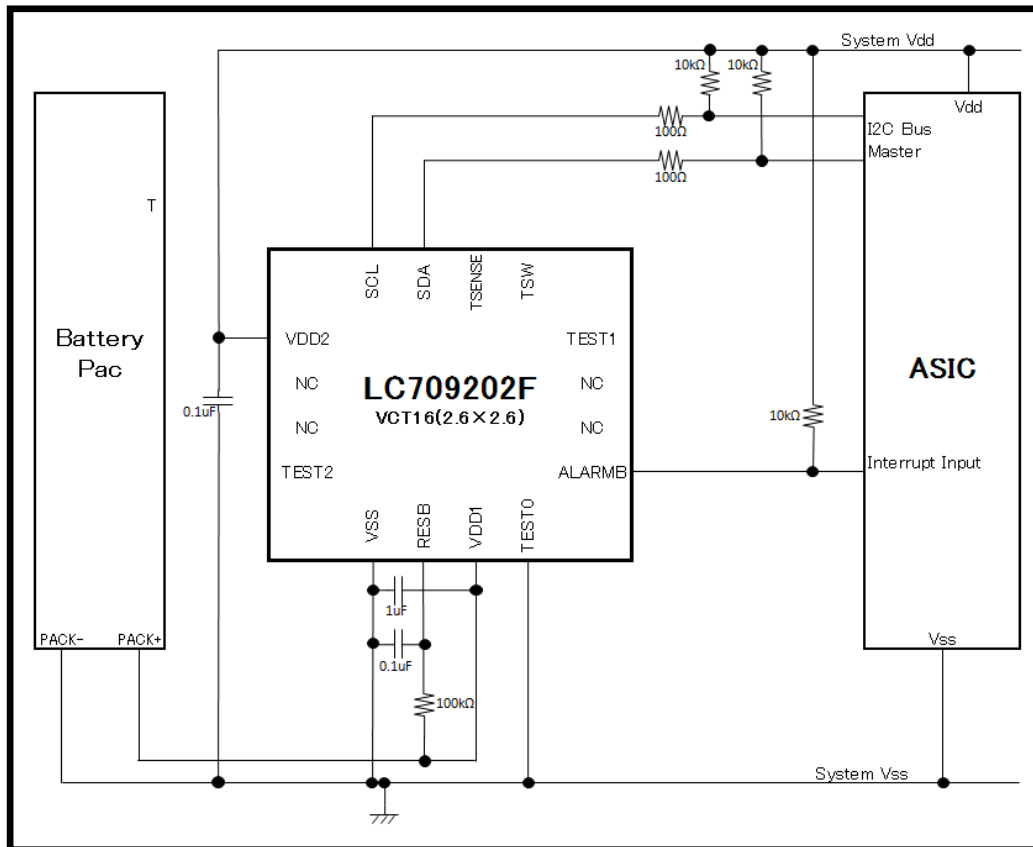 System Vdd
10kΩ
10kΩ
Vdd
100Ω
I2C Bus
Master
100Ω
T
SCL
SDA
TSENSE
TSW
Battery
Pac
VDD2
TEST1
NC
LC709202F
NC
ASIC
0.1uF
VCT16(2.6×2.6)
10kΩ
NC
NC
TEST2
ALARMB
Interrupt Input
VSS
RESB
VDD1
TEST0
1uF
PACK-
PACK+
Vss
0.1uF
100kΩ
System Vss